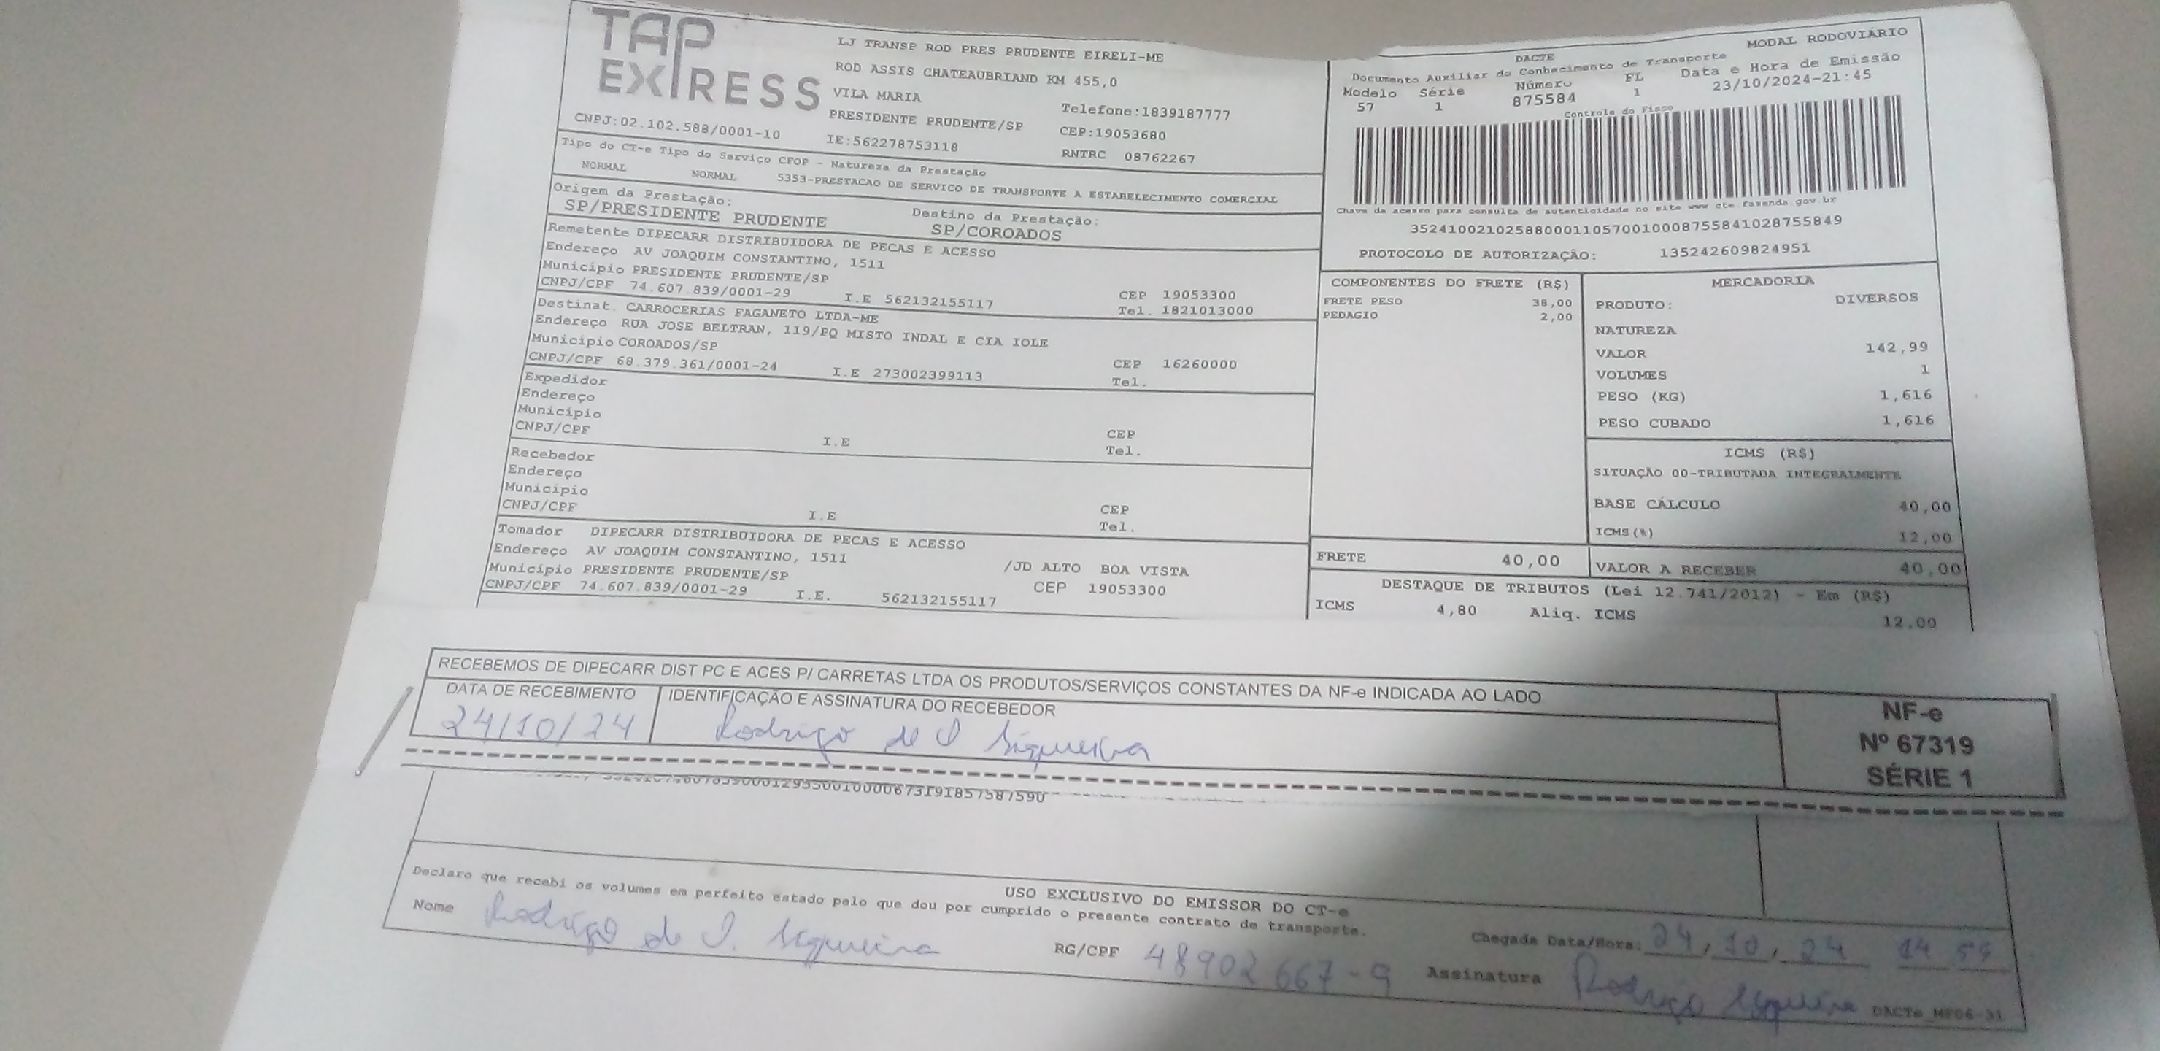 TAP EXPRESS
LJ TRANSP ROD PRES PRUDENTE EIRELI-ME
ROD ASSIS CHATEAUBRIAND KM 455,0
VILA MARIA
Telefone:1839187777
PRESIDENTE PRUDENTE/SP
CEP:19053680
CNPJ:02.102.588/0001-10
IE:562278753118
RNTRC 08762267
Tipo do CT-e Tipo do Serviço CFOP - Natureza da Prestação
NORMAL NORMAL 5353-PRESTACAO DE SERVICO DE TRANSPORTE A ESTABELECIMENTO COMERCIAL
Origem da Prestação: Destino da Prestação:
SP/PRESIDENTE PRUDENTE SP/COROADOS
Remetente DIPECARR DISTRIBUIDORA DE PECAS E ACESSO
Endereço AV JOAQUIM CONSTANTINO, 1511
Município PRESIDENTE PRUDENTE/SP CEP 19053300
CNPJ/CPF 74.607.839/0001-29 I.E 562132155117 Tel. 1821013000
Destinat. CARROCERIAS FAGANETO LTDA-ME
Endereço RUA JOSE BELTRAN, 119/PQ MISTO INDAL E CIA IOLE
Município COROADOS/SP CEP 16260000
CNPJ/CPF 68.379.361/0001-24 I.E 273002399113 Tel.
Expedidor
Endereço
Município CEP
CNPJ/CPF I.E Tel.
Recebedor
Endereço
Município CEP
CNPJ/CPF I.E Tel.
Tomador DIPECARR DISTRIBUIDORA DE PECAS E ACESSO
Endereço AV JOAQUIM CONSTANTINO, 1511 /JD ALTO BOA VISTA
Município PRESIDENTE PRUDENTE/SP CEP 19053300
CNPJ/CPF 74.607.839/0001-29 I.E. 562132155117
DACTE MODAL RODOVIÁRIO
Documento Auxiliar do Conhecimento de Transporte
Modelo Série Número FL Data e Hora de Emissão
57 1 875584 1 23/10/2024-21:45
Controle do Fisco
Chave de acesso para consulta de autenticidade no site www.cte.fazenda.gov.br
35241002102588000110570010008755841028755849
PROTOCOLO DE AUTORIZAÇÃO: 135242609824951
COMPONENTES DO FRETE (R$)
FRETE PESO 38,00
PEDAGIO 2,00
MERCADORIA
PRODUTO: DIVERSOS
NATUREZA
VALOR 142,99
VOLUMES 1
PESO (KG) 1,616
PESO CUBADO 1,616
ICMS (R$)
SITUAÇÃO 00-TRIBUTADA INTEGRALMENTE
BASE CÁLCULO 40,00
ICMS(%) 12,00
FRETE 40,00 VALOR A RECEBER 40,00
DESTAQUE DE TRIBUTOS (Lei 12.741/2012) - Em (R$)
ICMS 4,80 Aliq. ICMS 12.00
RECEBEMOS DE DIPECARR DIST PC E ACES P/ CARRETAS LTDA OS PRODUTOS/SERVIÇOS CONSTANTES DA NF-e INDICADA AO LADO
DATA DE RECEBIMENTO IDENTIFICAÇÃO E ASSINATURA DO RECEBEDOR
24/10/24 Rodrigo de O Siqueira
NF-e
Nº 67319
SÉRIE 1
USO EXCLUSIVO DO EMISSOR DO CT-e
Declaro que recebi os volumes em perfeito estado pelo que dou por cumprido o presente contrato de transporte.
Nome Rodrigo de O. Siqueira RG/CPF 48902667-9
Chegada Data/Hora: 24,10,24 14 55
Assinatura Rodrigo Siqueira